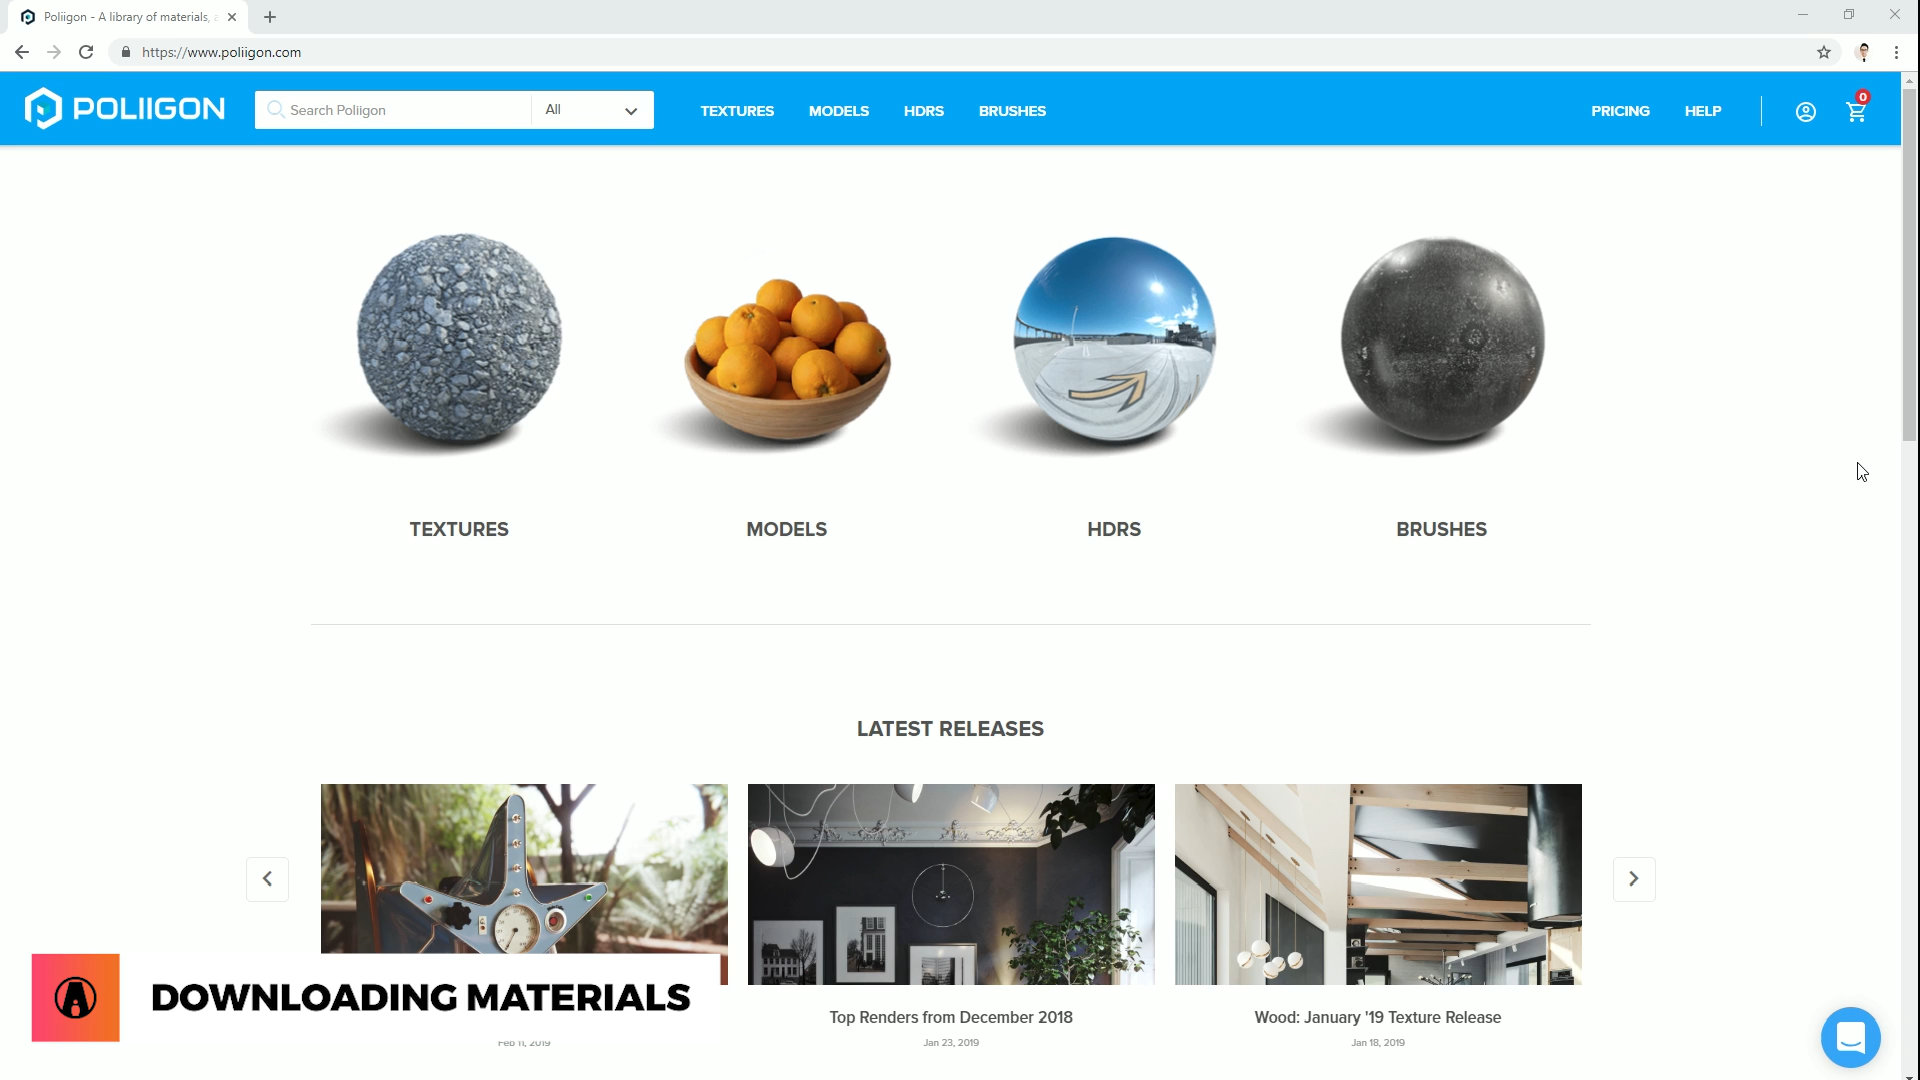 Poliigon - A library of materials,
https://www.poliigon.com
POLIIGON
Search Poliigon
All
TEXTURES
MODELS
HDRS
BRUSHES
PRICING
HELP
0
TEXTURES
MODELS
HDRS
BRUSHES
LATEST RELEASES
DOWNLOADING MATERIALS
Top Renders from December 2018
Wood: January '19 Texture Release
Feb 11, 2019
Jan 23, 2019
Jan 18, 2019